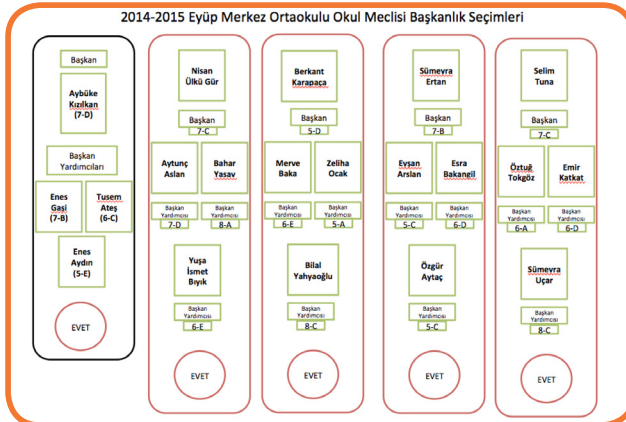 2014-2015 Eyüp Merkez Ortaokulu Okul Meclisi Başkanlık Seçimleri
Başkan
Aybüke
Kızılkan
(7-D)
Başkan
Yardımcıları
Enes
Gaşi
(7-B)
Tusem
Ateş
(6-C)
Enes
Aydın
(5-E)
EVET
Nisan
Ülkü Gür
Başkan
7-C
Aytunç
Aslan
Bahar
Yasav
Başkan
Yardımcısı
7-D
Başkan
Yardımcısı
8-A
Yuşa
İsmet
Bıyık
Başkan
Yardımcısı
6-E
EVET
Berkant
Karapaça
Başkan
5-D
Merve
Baka
Zeliha
Ocak
Başkan
Yardımcısı
6-E
Başkan
Yardımcısı
5-A
Bilal
Yahyaoğlu
Başkan
Yardımcısı
8-C
EVET
Sümeyra
Ertan
Başkan
7-B
Eyşan
Arslan
Esra
Bakangil
Başkan
Yardımcısı
5-C
Başkan
Yardımcısı
6-D
Özgür
Aytaç
Başkan
Yardımcısı
5-C
EVET
Selim
Tuna
Başkan
7-C
Öztuğ
Tokgöz
Emir
Katkat
Başkan
Yardımcısı
6-A
Başkan
Yardımcısı
6-D
Sümeyra
Uçar
Başkan
Yardımcısı
8-C
EVET